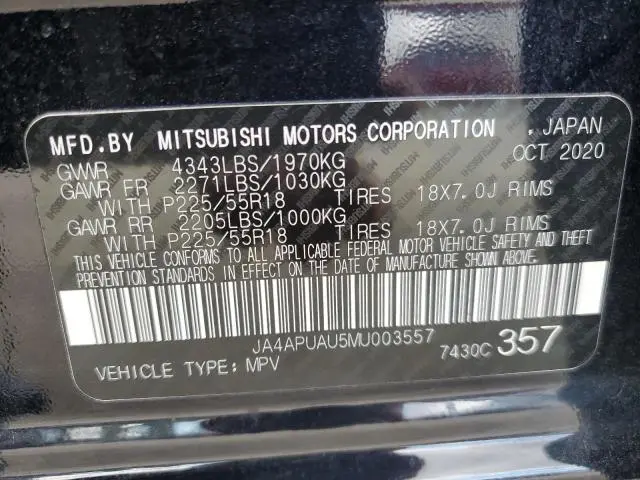 MFD.BY MITSUBISHI MOTORS CORPORATION , JAPAN
GVWR 4343LBS/1970KG OCT 2020
GAWR FR 2271LBS/1030KG
WITH P225/55R18 TIRES 18X7.0J RIMS
GAWR RR 2205LBS/1000KG
WITH P225/55R18 TIRES 18X7.0J RIMS
THIS VEHICLE CONFORMS TO ALL APPLICABLE FEDERAL MOTOR VEHICLE SAFETY AND THEFT
PREVENTION STANDARDS IN EFFECT ON THE DATE OF MANUFACTURE SHOWN ABOVE.
JA4APUAU5MU003557
7430C 357
VEHICLE TYPE: MPV